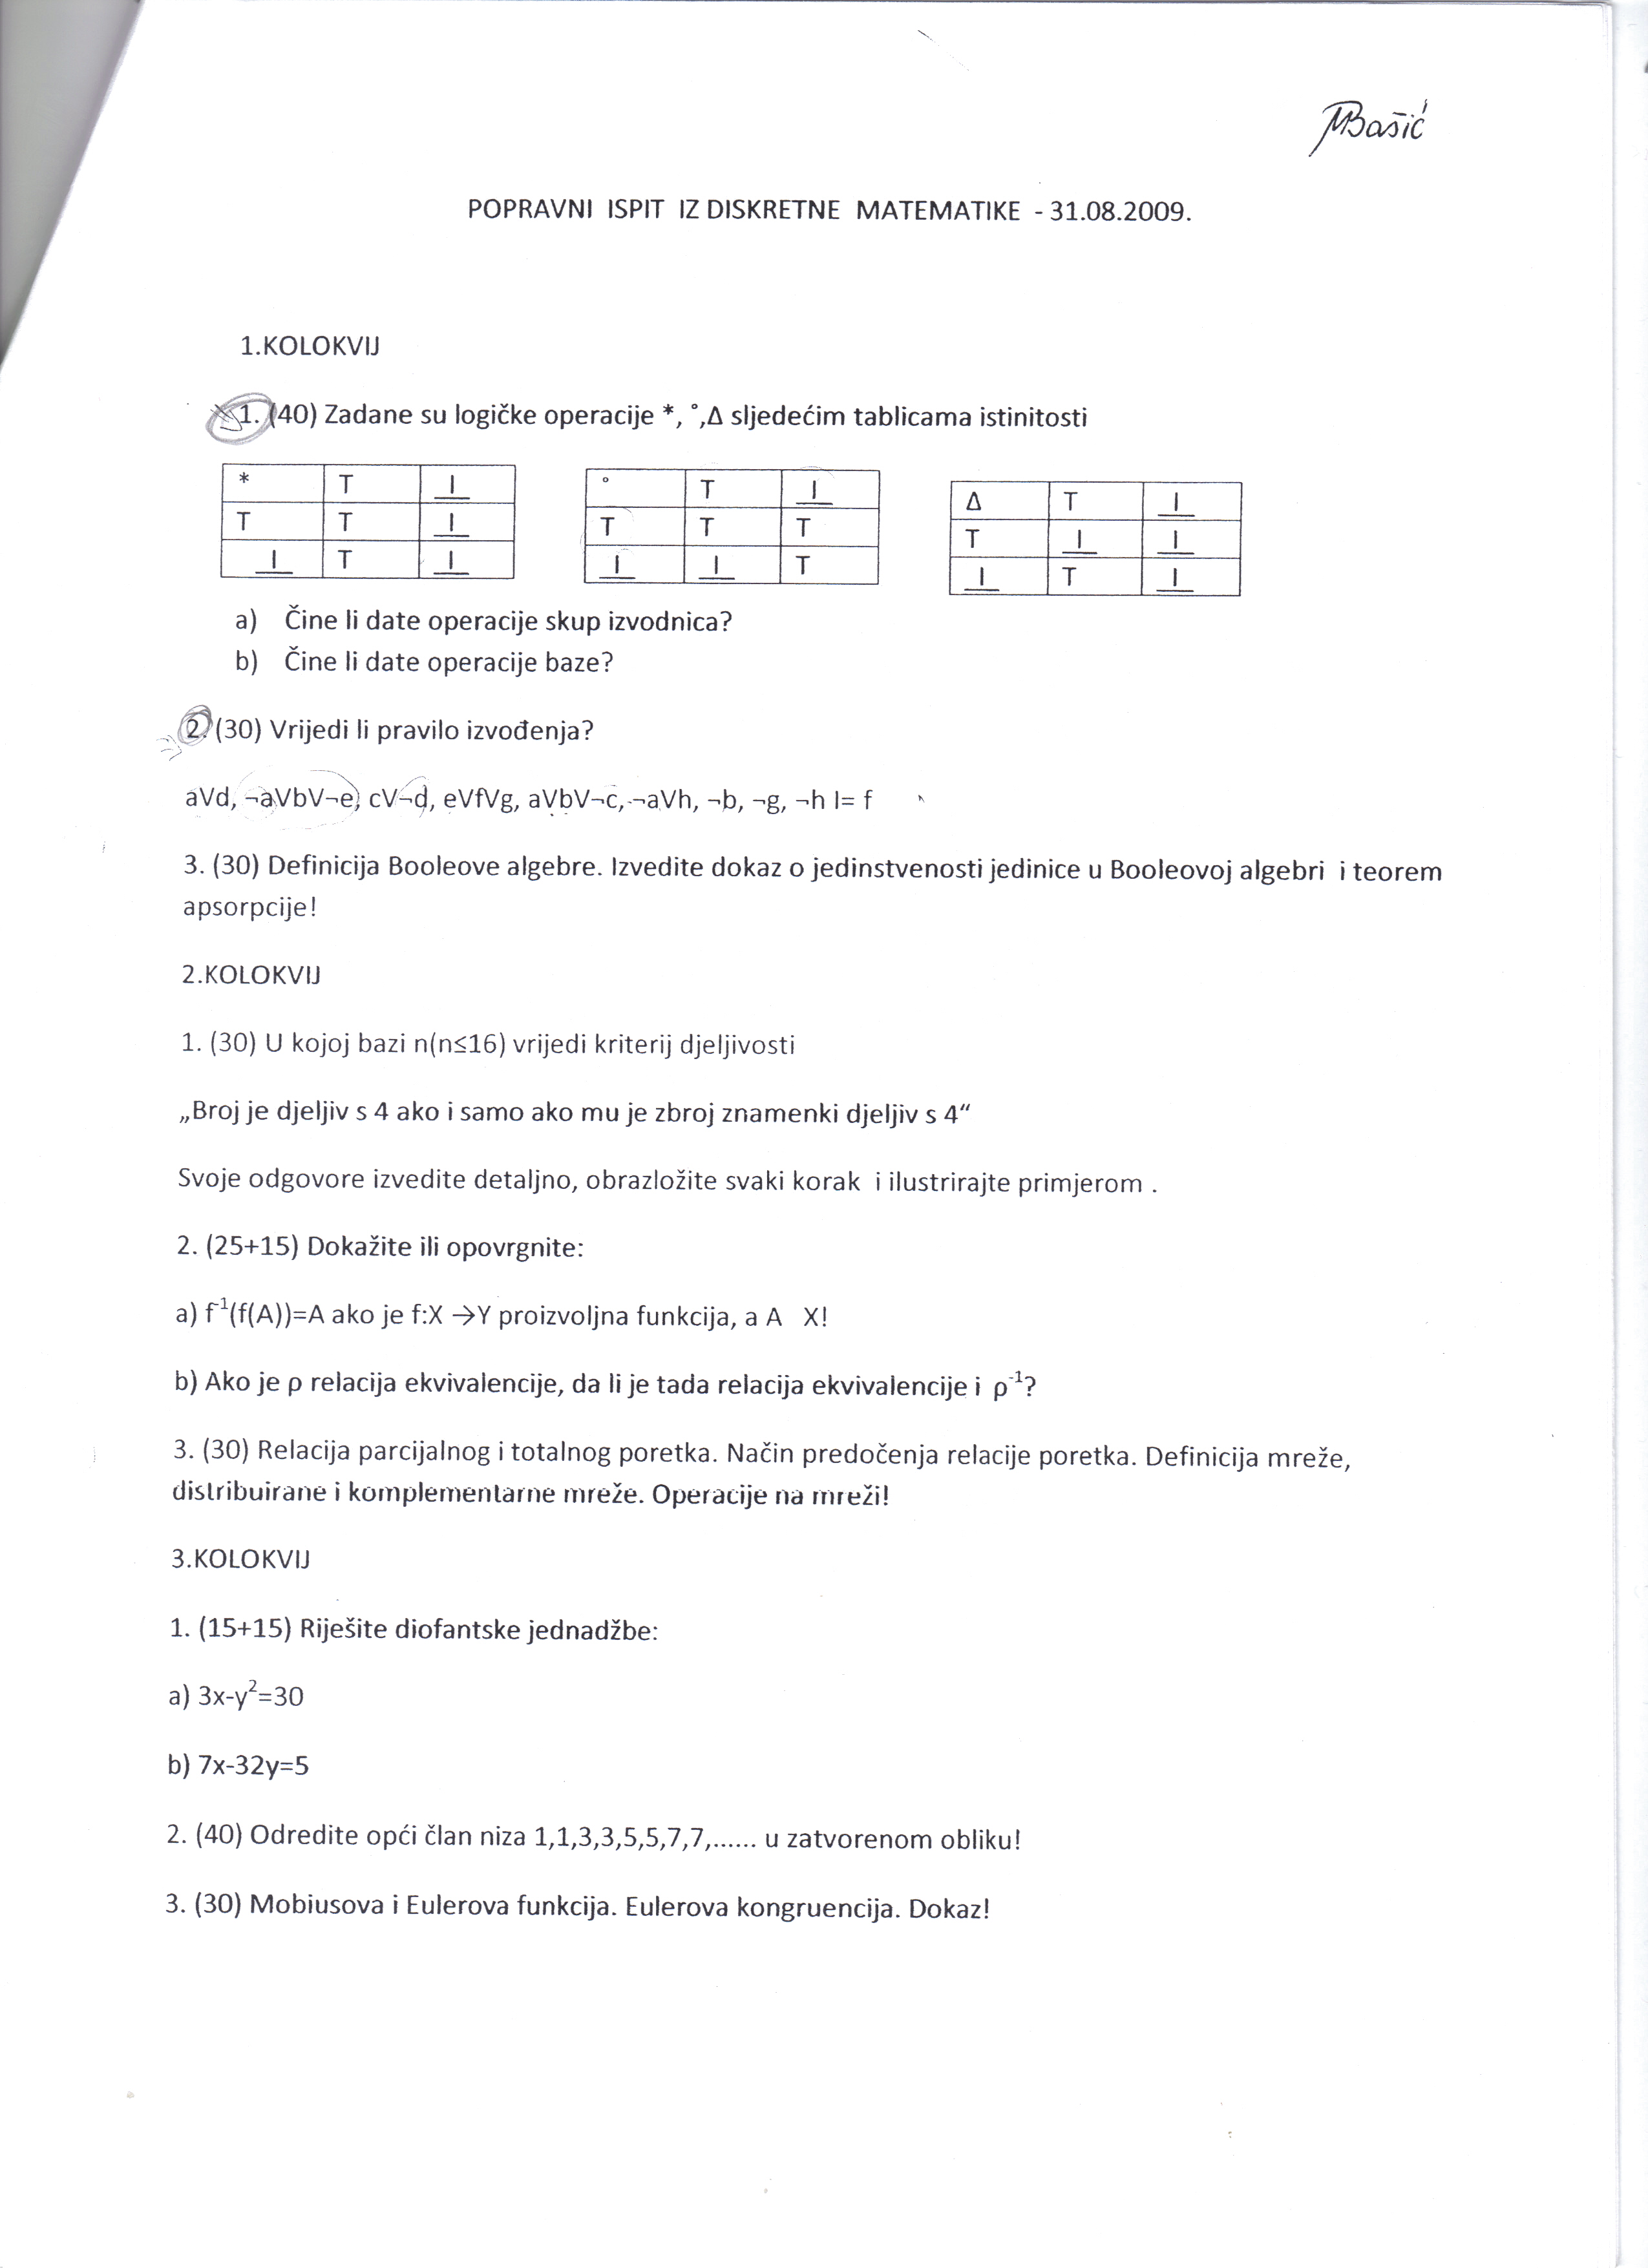 MBašić
POPRAVNI ISPIT IZ DISKRETNE MATEMATIKE - 31.08.2009.
1.KOLOKVIJ
1. (40) Zadane su logičke operacije *, °,Δ sljedećim tablicama istinitosti
* T ⊥
T T ⊥
⊥ T ⊥
° T ⊥
T T T
⊥ ⊥ T
Δ T ⊥
T ⊥ ⊥
⊥ T ⊥
a) Čine li date operacije skup izvodnica?
b) Čine li date operacije baze?
2. (30) Vrijedi li pravilo izvođenja?
aVd, ¬aVbV¬e, cV¬d, eVfVg, aVbV¬c, ¬aVh, ¬b, ¬g, ¬h I= f
3. (30) Definicija Booleove algebre. Izvedite dokaz o jedinstvenosti jedinice u Booleovoj algebri i teorem
apsorpcije!
2.KOLOKVIJ
1. (30) U kojoj bazi n(n≤16) vrijedi kriterij djeljivosti
„Broj je djeljiv s 4 ako i samo ako mu je zbroj znamenki djeljiv s 4“
Svoje odgovore izvedite detaljno, obrazložite svaki korak i ilustrirajte primjerom .
2. (25+15) Dokažite ili opovrgnite:
a) f⁻¹(f(A))=A ako je f:X →Y proizvoljna funkcija, a A X!
b) Ako je ρ relacija ekvivalencije, da li je tada relacija ekvivalencije i ρ⁻¹?
3. (30) Relacija parcijalnog i totalnog poretka. Način predočenja relacije poretka. Definicija mreže,
distribuirane i komplementarne mreže. Operacije na mreži!
3.KOLOKVIJ
1. (15+15) Riješite diofantske jednadžbe:
a) 3x-y²=30
b) 7x-32y=5
2. (40) Odredite opći član niza 1,1,3,3,5,5,7,7,...... u zatvorenom obliku!
3. (30) Mobiusova i Eulerova funkcija. Eulerova kongruencija. Dokaz!